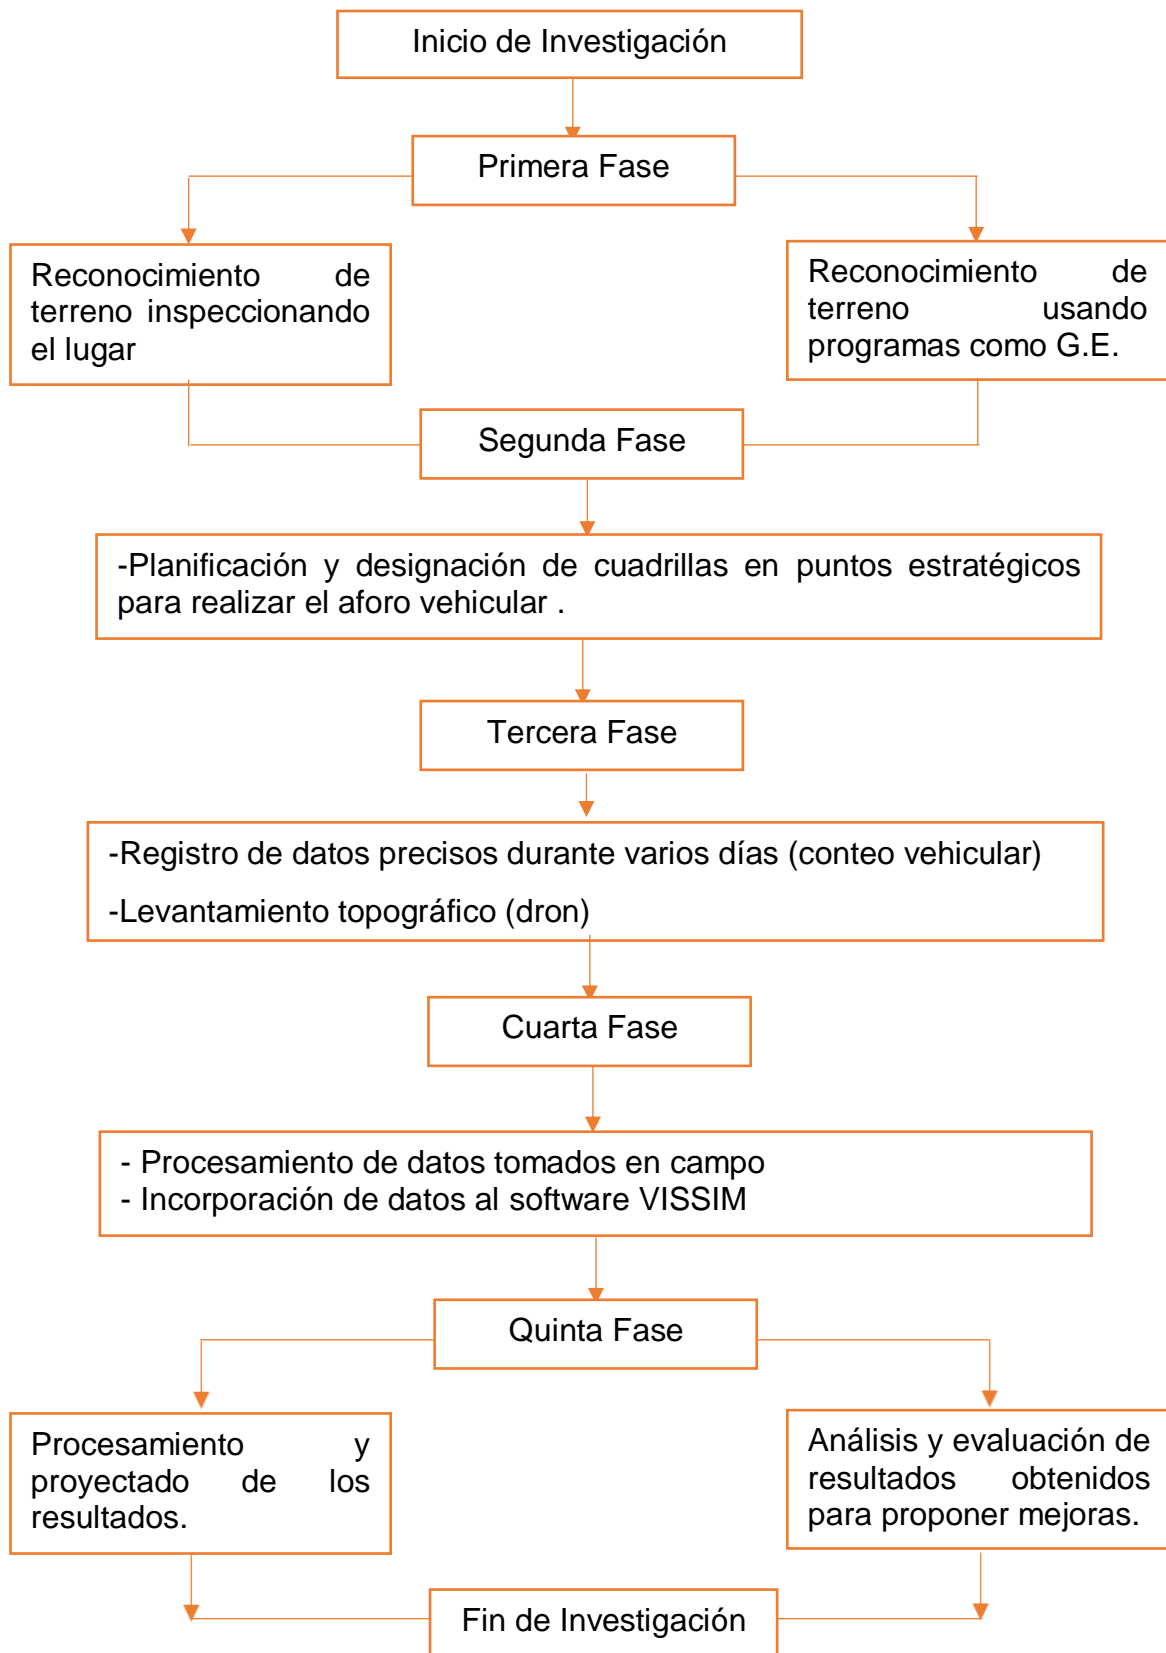 Inicio de Investigación
Primera Fase
Reconocimiento de
terreno inspeccionando
el lugar
Reconocimiento de
terreno usando
programas como G.E.
Segunda Fase
-Planificación y designación de cuadrillas en puntos estratégicos
para realizar el aforo vehicular .
Tercera Fase
-Registro de datos precisos durante varios días (conteo vehicular)
-Levantamiento topográfico (dron)
Cuarta Fase
- Procesamiento de datos tomados en campo
- Incorporación de datos al software VISSIM
Quinta Fase
Procesamiento y
proyectado de los
resultados.
Análisis y evaluación de
resultados obtenidos
para proponer mejoras.
Fin de Investigación